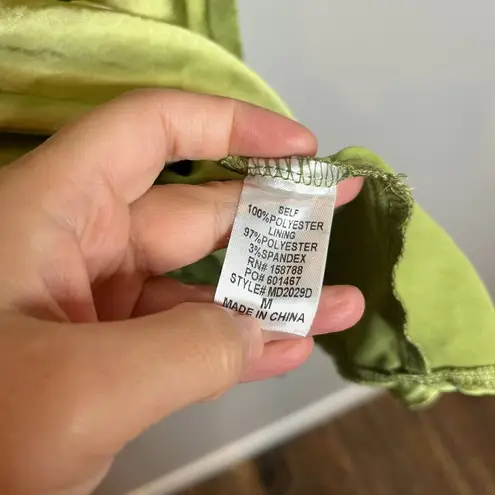 SELF
100%POLYESTER
LINING
97%POLYESTER
3%SPANDEX
RN# 158788
PO# 601467
STYLE# MD2029D
M
MADE IN CHINA